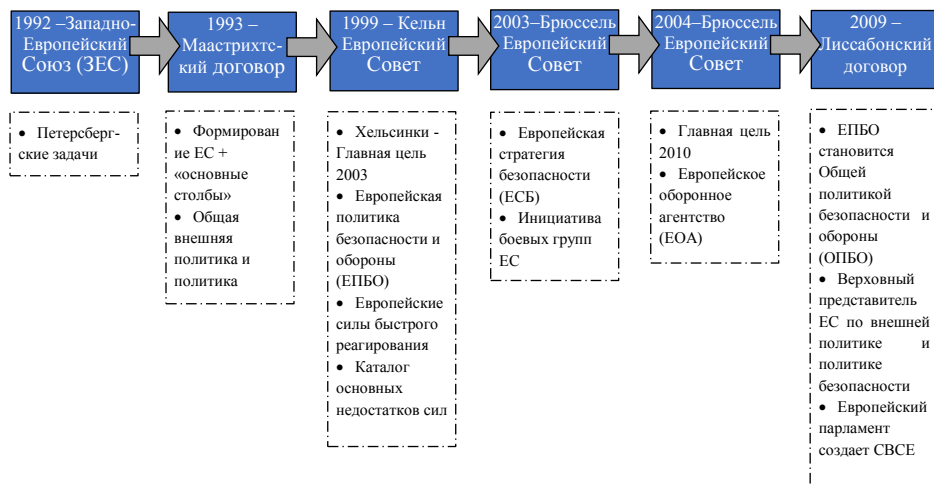 1992 –Западно-
Европейский
Союз (ЗЕС)
• Петерсберг-
ские задачи
1993 –
Маастрихтс-
кий договор
• Формирован
ие ЕС +
«основные
столбы»
• Общая
внешняя
политика и
политика
1999 – Кельн
Европейский
Совет
• Хельсинки -
Главная цель
2003
• Европейская
политика
безопасности и
обороны
(ЕПБО)
• Европейские
силы быстрого
реагирования
• Каталог
основных
недостатков сил
2003–Брюссель
Европейский
Совет
• Европейская
стратегия
безопасности
(ЕСБ)
• Инициатива
боевых групп
ЕС
2004–Брюссель
Европейский
Совет
• Главная цель
2010
• Европейское
оборонное
агентство
(ЕОА)
2009 –
Лиссабонский
договор
• ЕПБО
становится
Общей
политикой
безопасности и
обороны
(ОПБО)
• Верховный
представитель
ЕС по внешней
политике и
политике
безопасности
• Европейский
парламент
создает СВСЕ